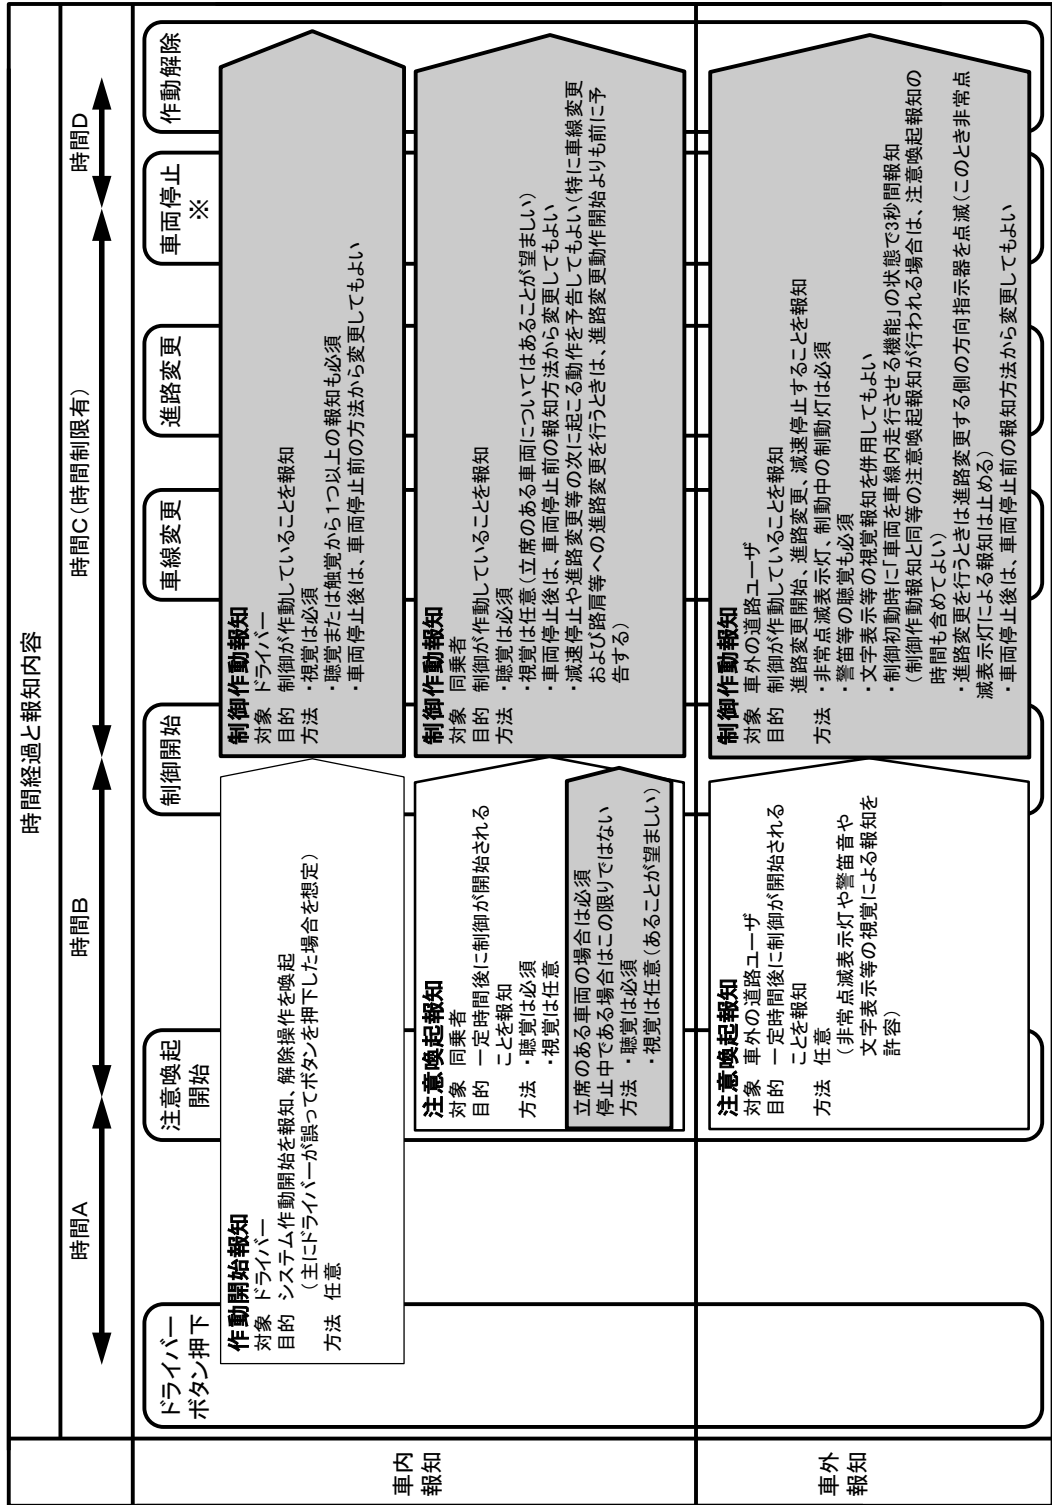 時間経過と報知内容
時間A
時間B
時間C(時間制限有)
時間D
ドライバー
ボタン押下
注意喚起
開始
制御開始
車線変更
進路変更
車両停止
※
作動解除
車内
報知
作動開始報知
対象 ドライバー
目的 システム作動開始を報知、解除操作を喚起
(主にドライバーが誤ってボタンを押下した場合を想定)
方法 任意
制御作動報知
対象 ドライバー
目的 制御が作動していることを報知
方法 ・視覚は必須
・聴覚または触覚から1つ以上の報知も必須
・車両停止後は、車両停止前の方法から変更してもよい
注意喚起報知
対象 同乗者
目的 一定時間後に制御が開始される
ことを報知
方法 ・聴覚は必須
・視覚は任意
立席のある車両の場合は必須
停止中である場合はこの限りではない
方法 ・聴覚は必須
・視覚は任意(あることが望ましい)
制御作動報知
対象 同乗者
目的 制御が作動していることを報知
方法 ・聴覚は必須
・視覚は任意(立席のある車両についてはあることが望ましい)
・車両停止後は、車両停止前の報知方法から変更してもよい
・減速停止や進路変更等の次に起こる動作を予告してもよい(特に車線変更
および路肩等への進路変更を行うときは、進路変更動作開始よりも前に予
告する)
車外
報知
注意喚起報知
対象 車外の道路ユーザ
目的 一定時間後に制御が開始される
ことを報知
方法 任意
(非常点滅表示灯や警笛音や
文字表示等の視覚による報知を
許容)
制御作動報知
対象 車外の道路ユーザ
目的 制御が作動していることを報知
進路変更開始、進路変更、減速停止することを報知
方法 ・非常点滅表示灯、制動中の制動灯は必須
・警笛等の聴覚も必須
・文字表示等の視覚報知を併用してもよい
・制御初動時に「車両を車線内走行させる機能」の状態で3秒間報知
(制御作動報知と同等の注意喚起報知が行われる場合は、注意喚起報知の
時間も含めてよい)
・進路変更を行うときは進路変更する側の方向指示器を点滅(このとき非常点
滅表示灯による報知は止める)
・車両停止後は、車両停止前の報知方法から変更してもよい